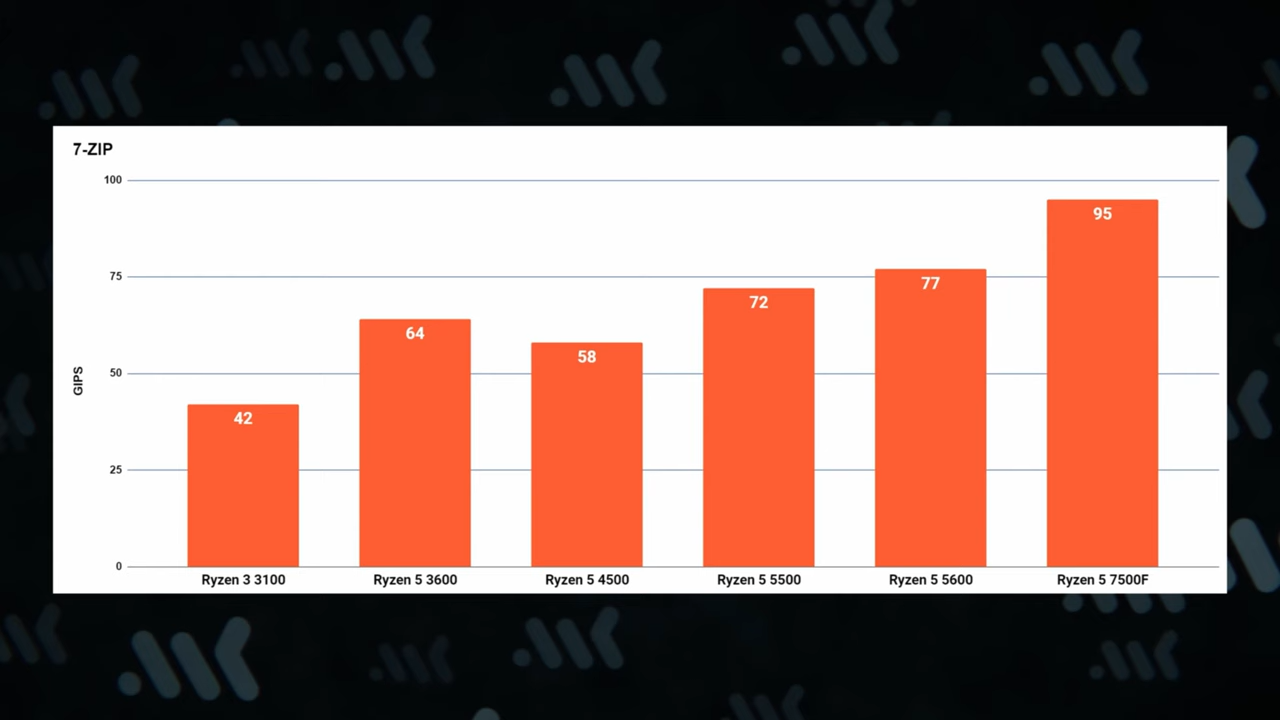 7-ZIP
100
75
50
25
0
GIPS
42
64
58
72
77
95
Ryzen 3 3100
Ryzen 5 3600
Ryzen 5 4500
Ryzen 5 5500
Ryzen 5 5600
Ryzen 5 7500F